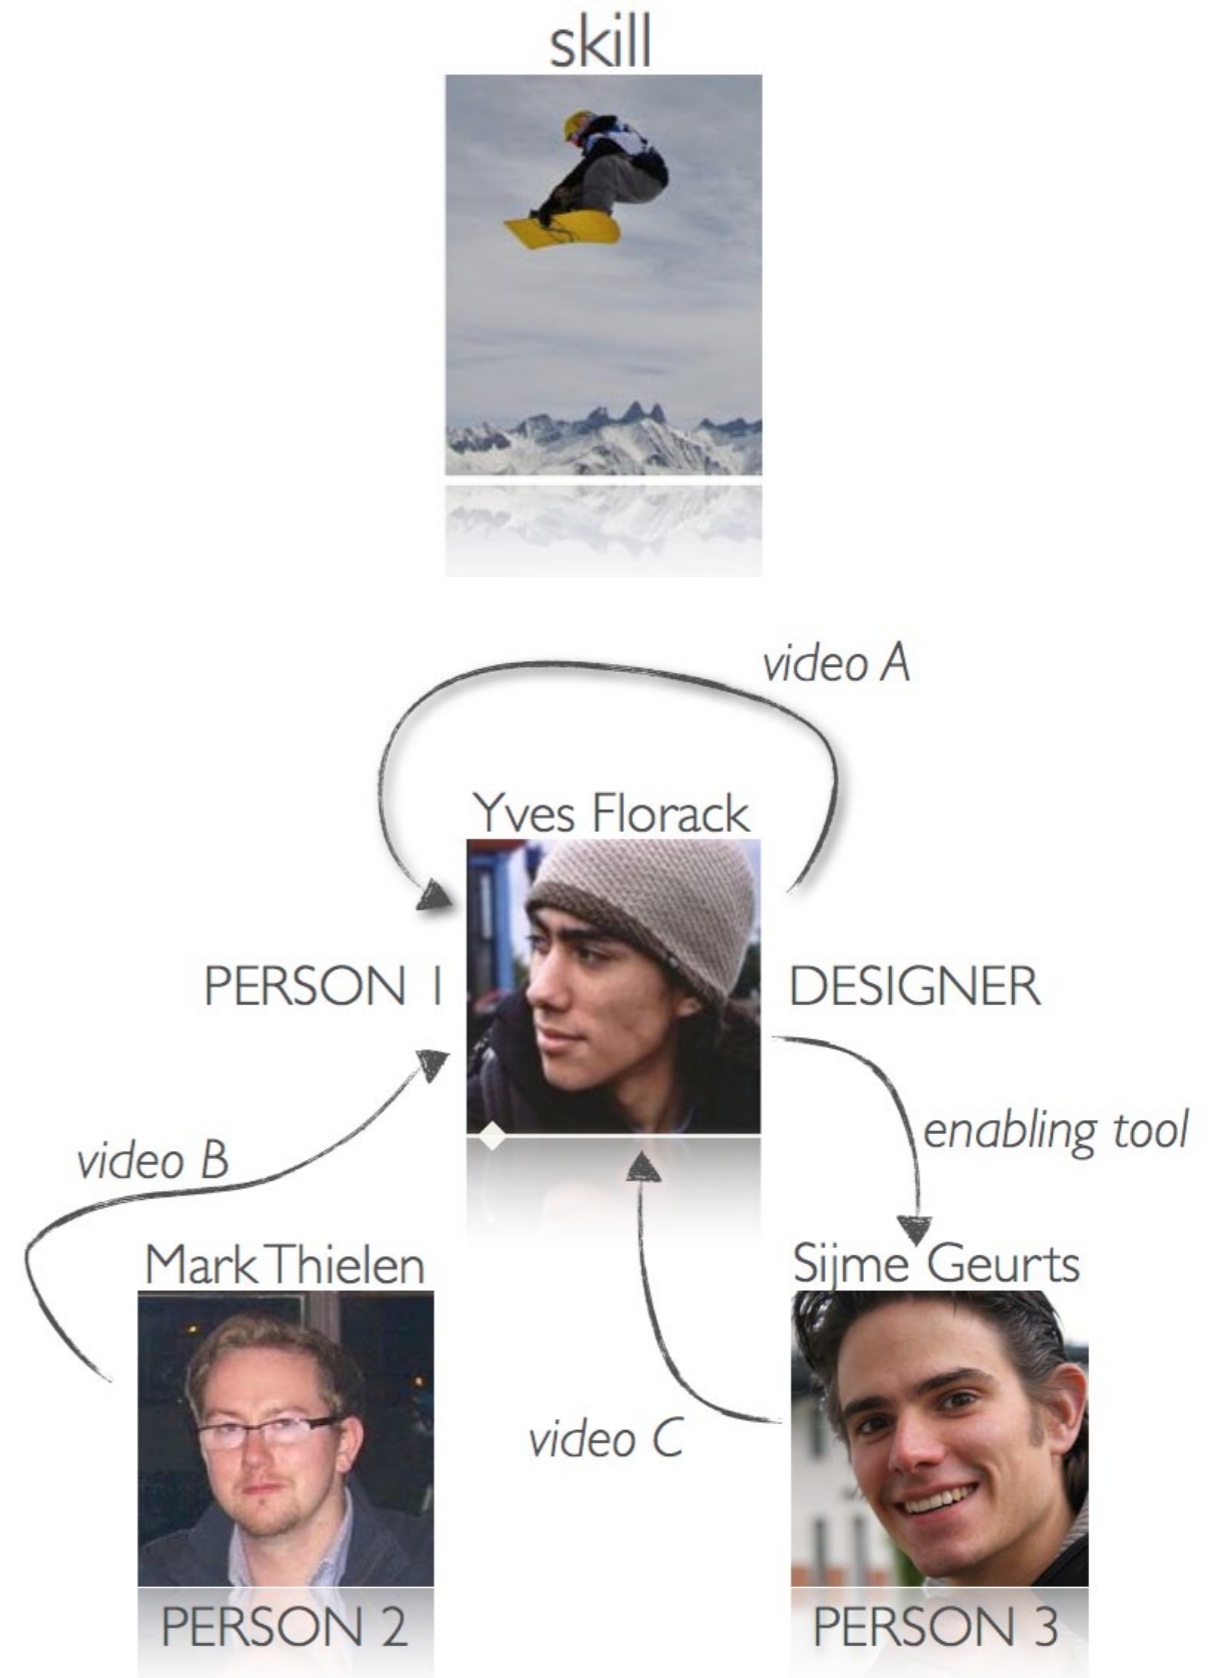 skill
video A
Yves Florack
PERSON 1
DESIGNER
enabling tool
video B
Mark Thielen
Sijme Geurts
video C
PERSON 2
PERSON 3